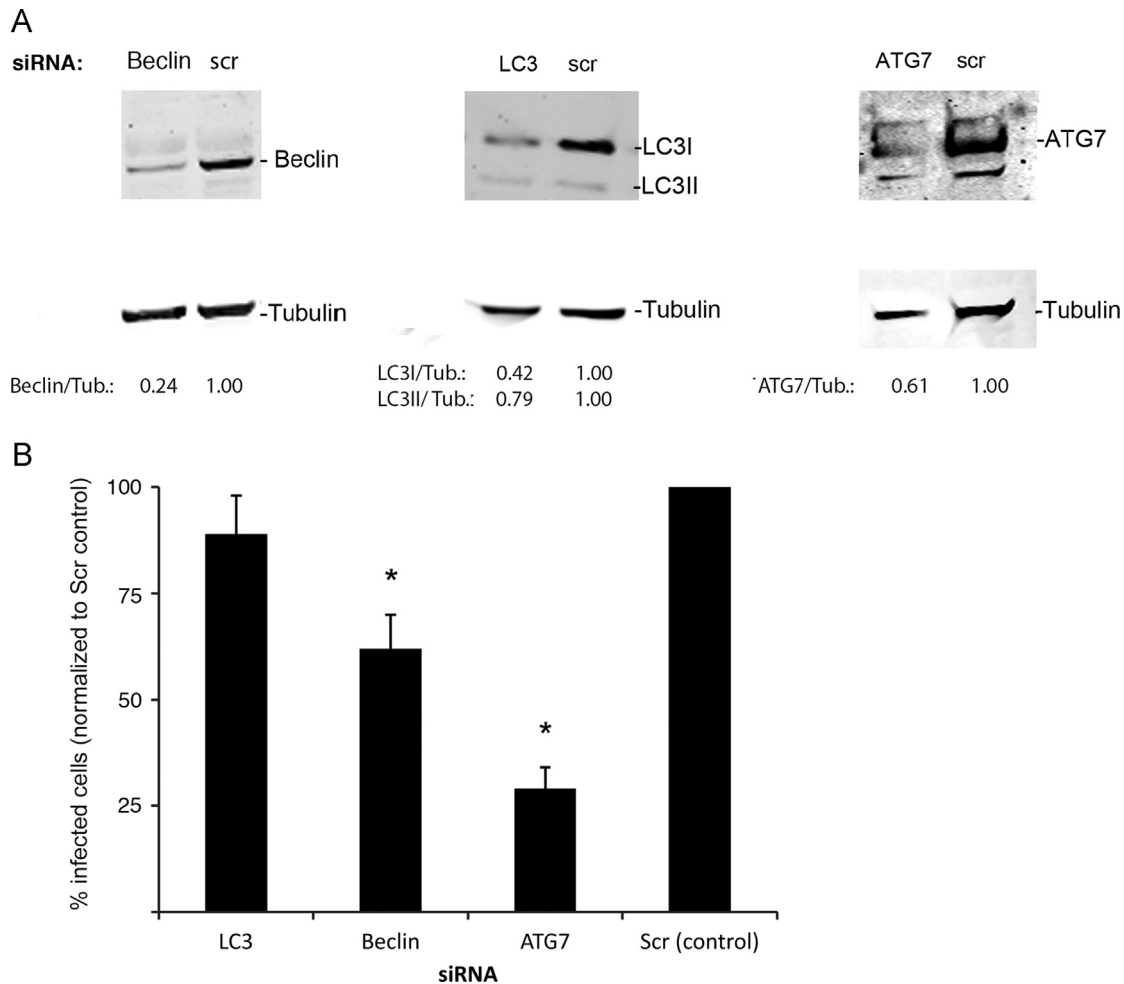 A
siRNA: Beclin scr LC3 scr ATG7 scr
- Beclin
-LC3I
-LC3II
-ATG7
-Tubulin -Tubulin -Tubulin
Beclin/Tub.: 0.24 1.00
LC3I/Tub.: 0.42 1.00
LC3II/ Tub.: 0.79 1.00
ATG7/Tub.: 0.61 1.00
B
% infected cells (normalized to Scr control)
100
75
50
25
*
*
LC3 Beclin ATG7 Scr (control)
siRNA